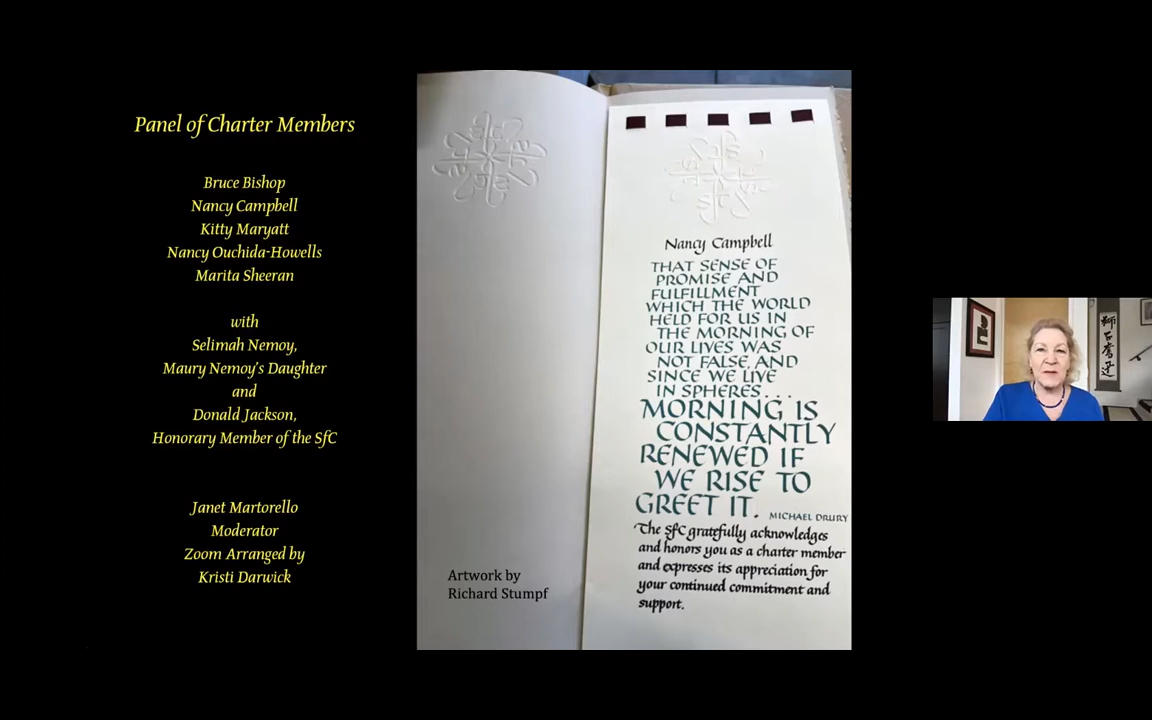 Panel of Charter Members
Bruce Bishop
Nancy Campbell
Kitty Maryatt
Nancy Ouchida-Howells
Marita Sheeran
with
Selimah Nemoy,
Maury Nemoy's Daughter
and
Donald Jackson,
Honorary Member of the SfC
Janet Martorello
Moderator
Zoom Arranged by
Kristi Darwick
Nancy Campbell
THAT SENSE OF
PROMISE AND
FULFILLMENT
WHICH THE WORLD
HELD FOR US IN
THE MORNING OF
OUR LIVES WAS
NOT FALSE, AND
SINCE WE LIVE
IN SPHERES...
MORNING IS
CONSTANTLY
RENEWED IF
WE RISE TO
GREET IT.
MICHAEL DRURY
The SfC gratefully acknowledges
and honors you as a charter member
and expresses its appreciation for
your continued commitment and
support.
Artwork by
Richard Stumpf